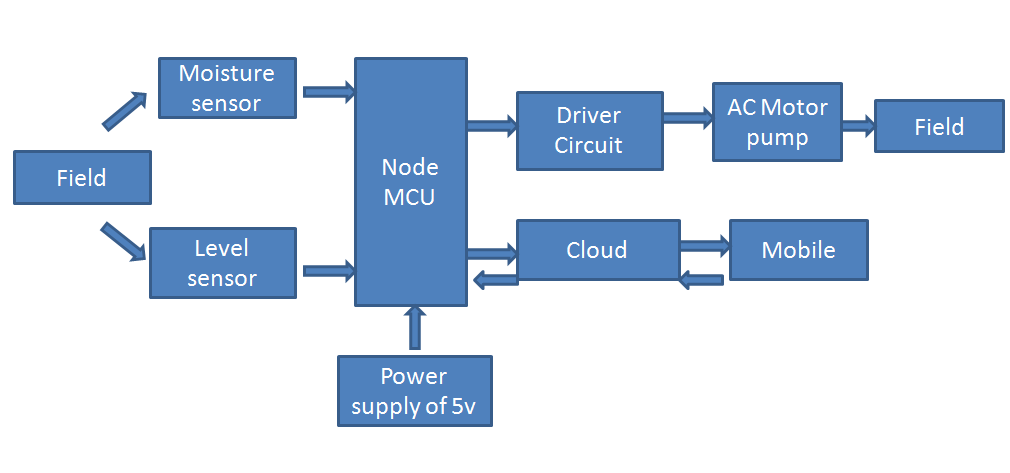 Moisture
sensor
Field
Level
sensor
Node
MCU
Power
supply of 5v
Driver
Circuit
AC Motor
pump
Field
Cloud
Mobile